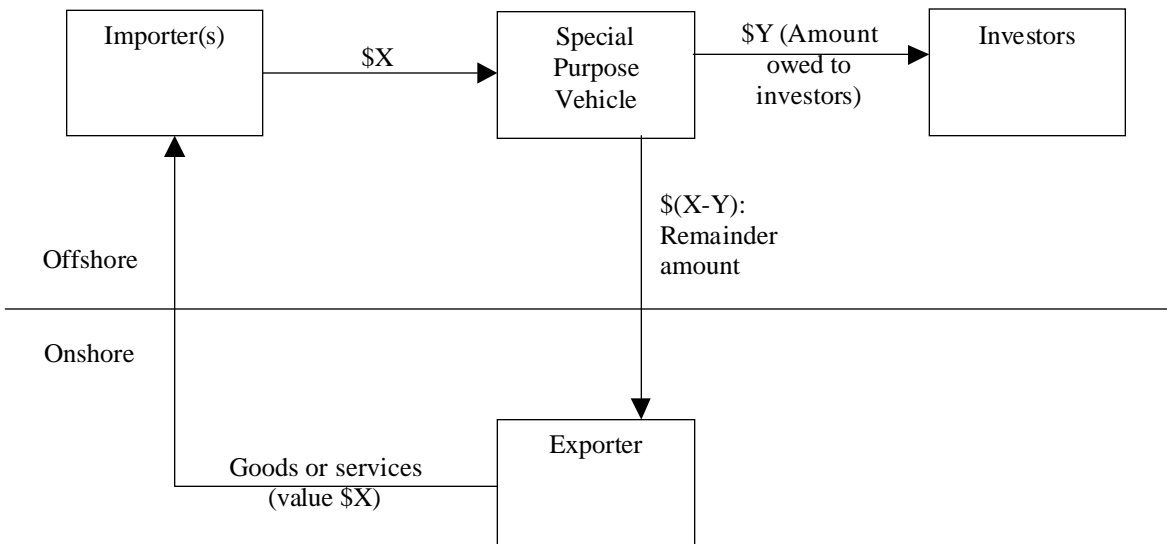 Importer(s)
$X
Special
Purpose
Vehicle
$Y (Amount
owed to
investors)
Investors
$(X-Y):
Remainder
amount
Offshore
Onshore
Exporter
Goods or services
(value $X)